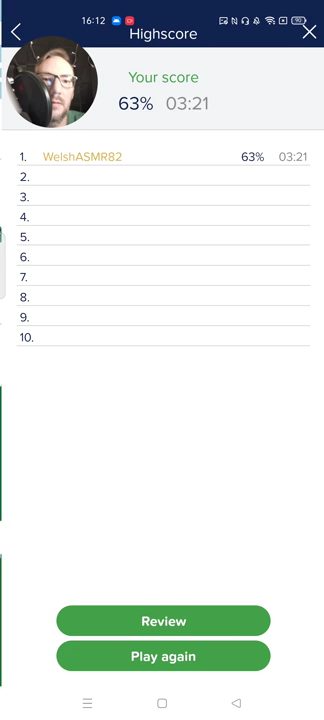 16:12
90
Highscore
Your score
63% 03:21
1. WelshASMR82 63% 03:21
2.
3.
4.
5.
6.
7.
8.
9.
10.
Review
Play again